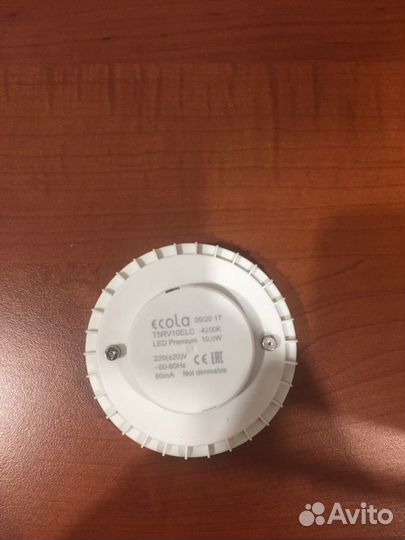 ecola 09/20 17
T5RV10ELC 4200K
LED Premium 10,0W
220(±20)V CE EAC
~50-60Hz
80mA Not dimmable
Avito